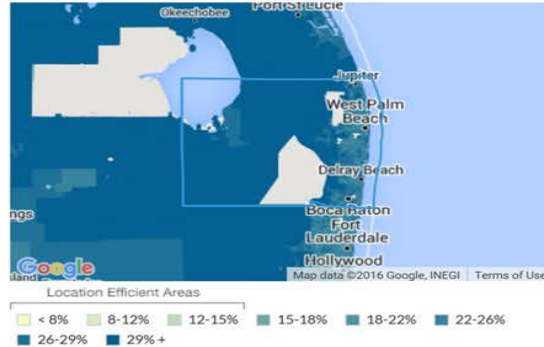 Port St Lucie
Okeechobee
Jupiter
West Palm
Beach
Delray Beach
Boca Raton
Fort
Lauderdale
Hollywood
ngs
Google
Map data ©2016 Google, INEGI
Terms of Use
Location Efficient Areas
< 8%
8-12%
12-15%
15-18%
18-22%
22-26%
26-29%
29% +